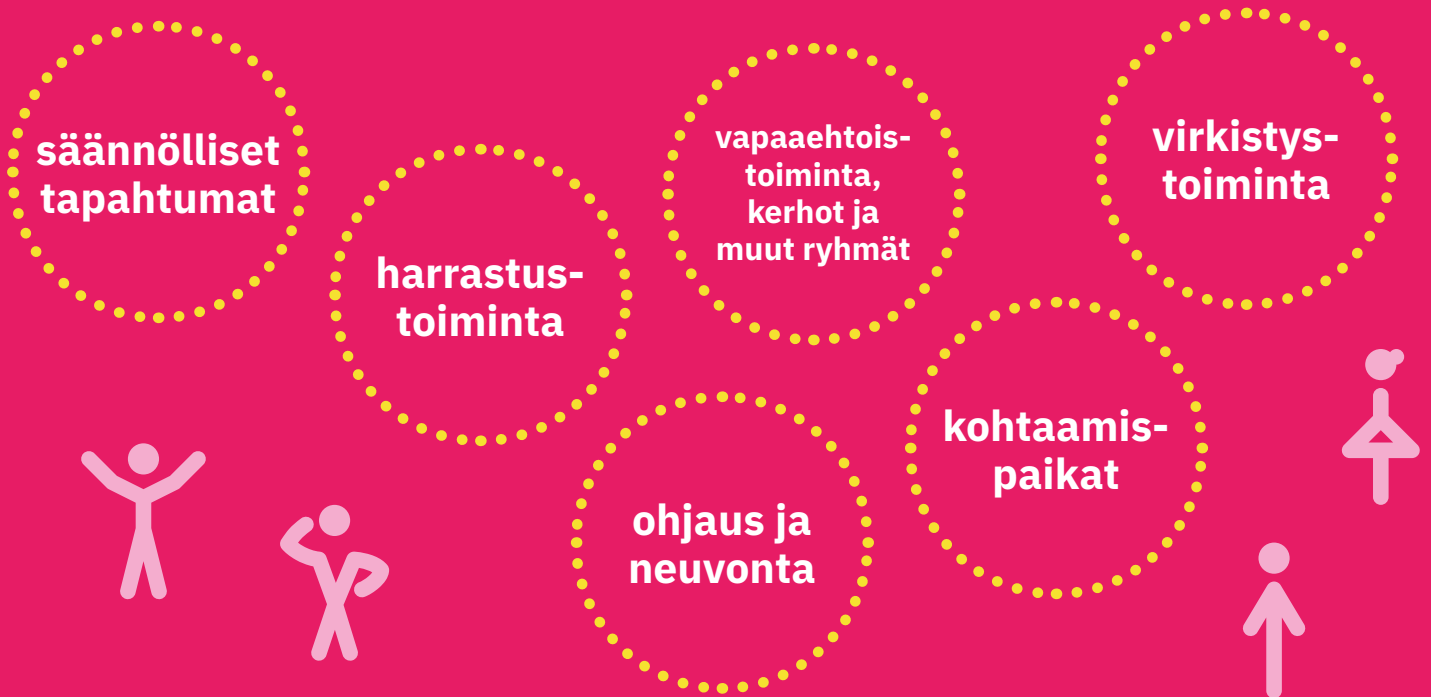 säännölliset
tapahtumat
harrastus-
toiminta
vapaaehtois-
toiminta,
kerhot ja
muut ryhmät
virkistys-
toiminta
ohjaus ja
neuvonta
kohtaamis-
paikat